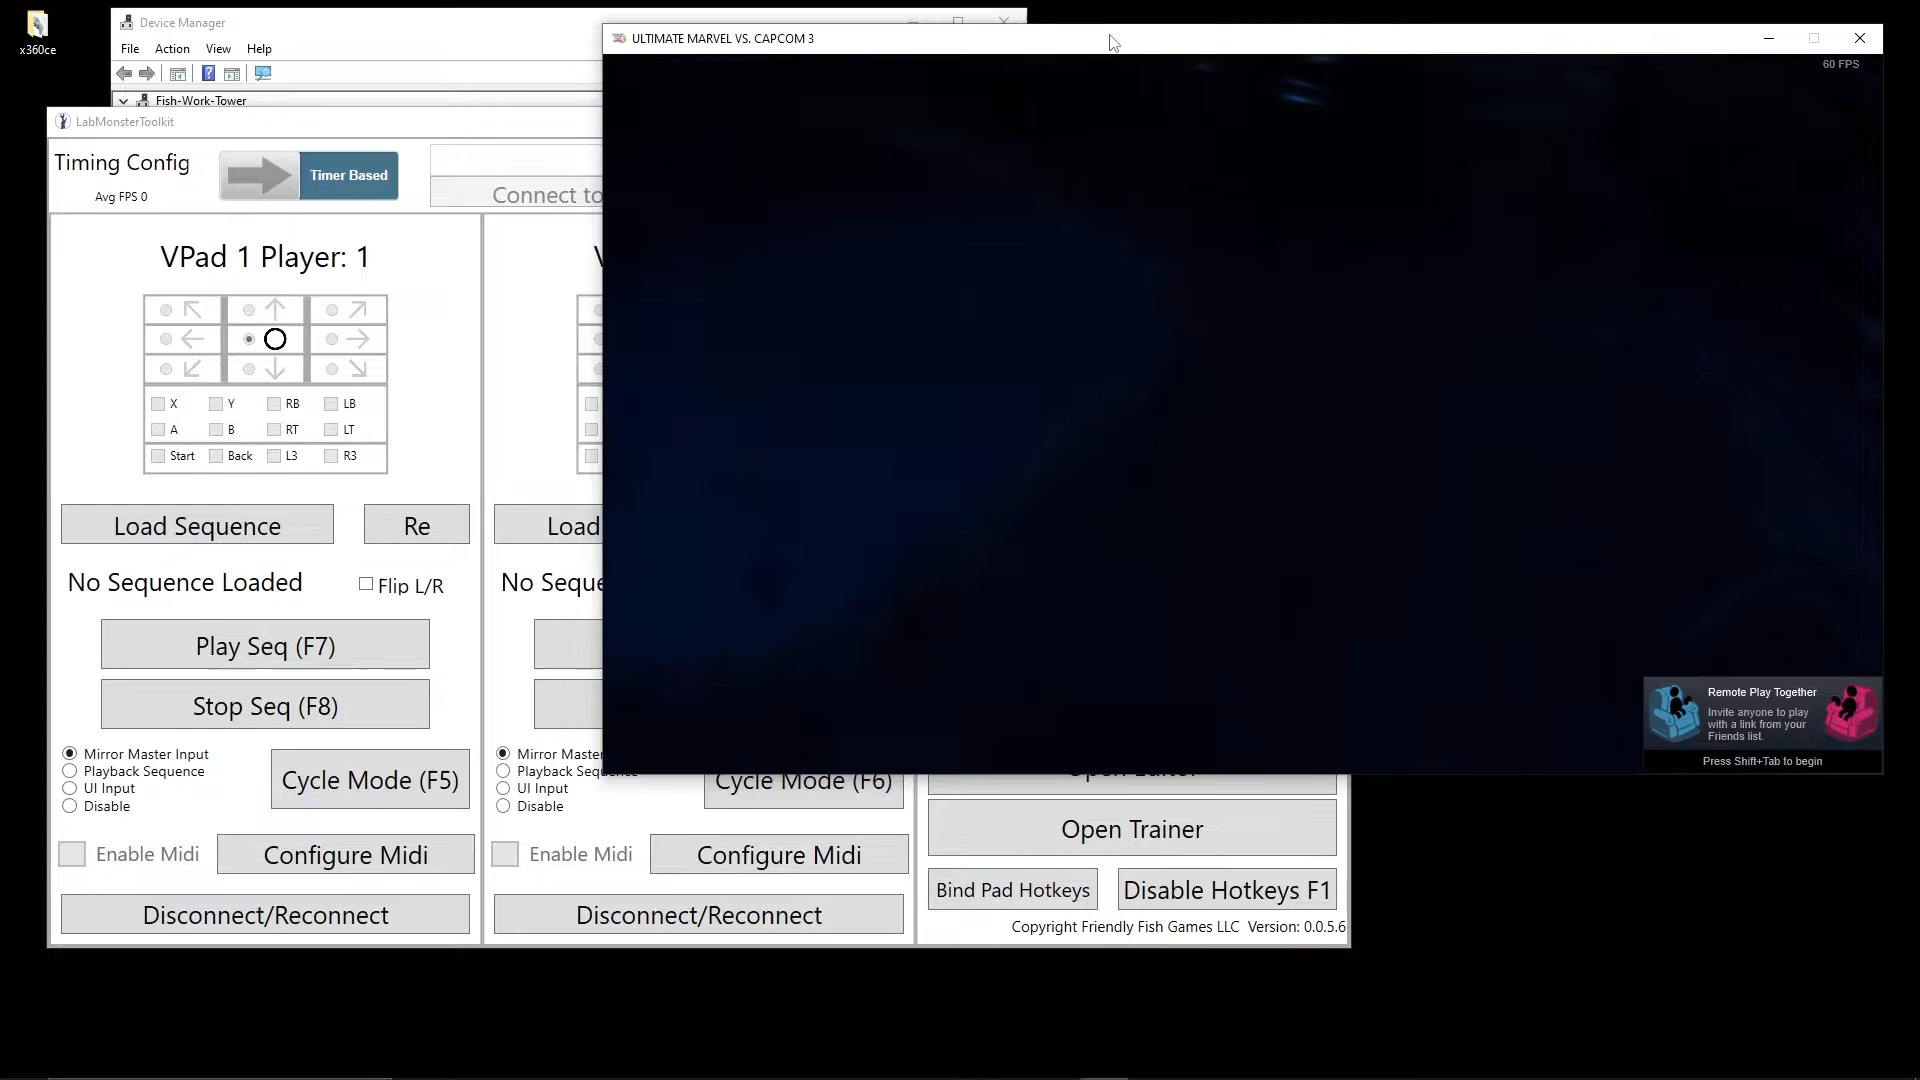 x360ce
Device Manager
File Action View Help
Fish-Work-Tower
ULTIMATE MARVEL VS. CAPCOM 3
60 FPS
LabMonsterToolkit
Timing Config
Avg FPS 0
Timer Based
Connect to
VPad 1 Player: 1
X Y RB LB
A B RT LT
Start Back L3 R3
Load Sequence
Re
No Sequence Loaded
Flip L/R
Play Seq (F7)
Stop Seq (F8)
Mirror Master Input
Playback Sequence
UI Input
Disable
Cycle Mode (F5)
Enable Midi
Configure Midi
Disconnect/Reconnect
Load
No Seque
Mirror Master
Playback Sequence
UI Input
Disable
Cycle Mode (F6)
Enable Midi
Configure Midi
Disconnect/Reconnect
Remote Play Together
Invite anyone to play
with a link from your
Friends list.
Press Shift+Tab to begin
Open Editor
Open Trainer
Bind Pad Hotkeys
Disable Hotkeys F1
Copyright Friendly Fish Games LLC Version: 0.0.5.6